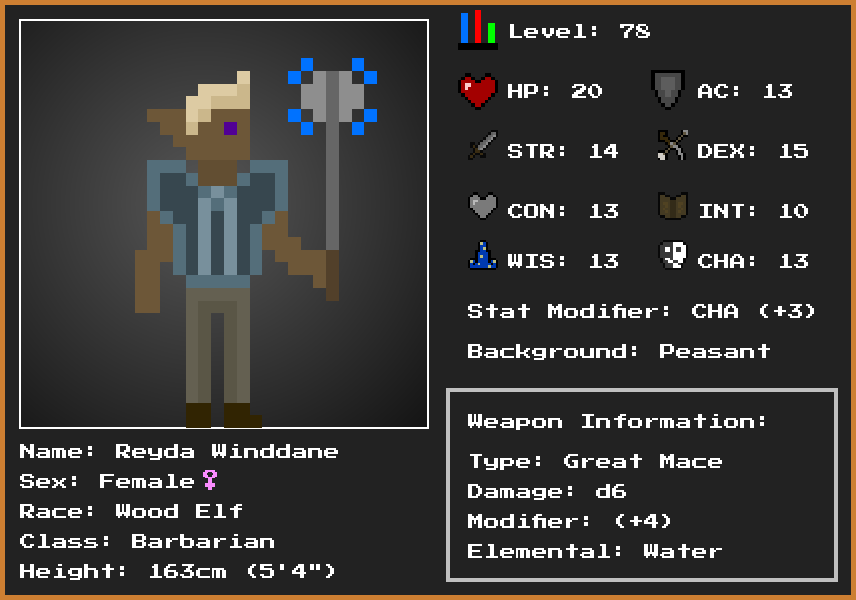 Level: 78
HP: 20 AC: 13
STR: 14 DEX: 15
CON: 13 INT: 10
WIS: 13 CHA: 13
Stat Modifier: CHA (+3)
Background: Peasant
Weapon Information:
Type: Great Mace
Damage: d6
Modifier: (+4)
Elemental: Water
Name: Reyda Winddane
Sex: Female♀
Race: Wood Elf
Class: Barbarian
Height: 163cm (5'4")